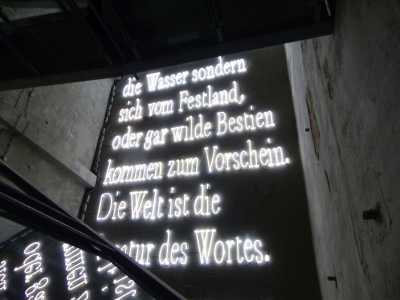 die Wasser sondern
sich vom Festland,
oder gar wilde Bestien
kommen zum Vorschein.
Die Welt ist die
des Wortes.
oder